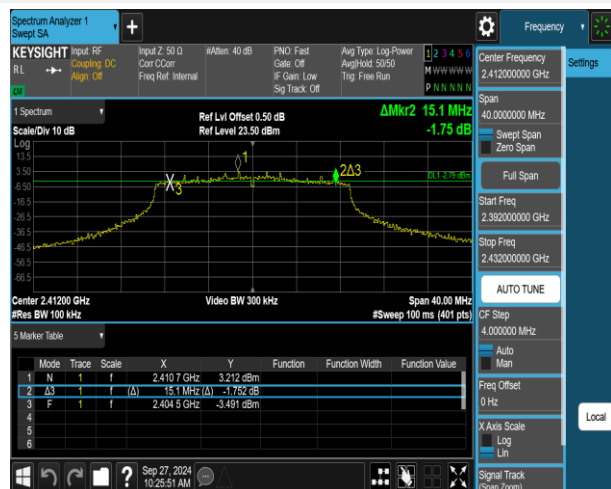 Spectrum Analyzer 1
Swept SA
Frequency
KEYSIGHT
RL
Input: RF
Coupling: DC
Align: Off
Input Z: 50 Ω
Corr CCorr
Freq Ref: Internal
#Atten: 40 dB
PNO: Fast
Gate: Off
IF Gain: Low
Sig Track: Off
Avg Type: Log-Power
Avg|Hold: 50/50
Trig: Free Run
1 2 3 4 5 6
M W W W W W
P N N N N N
Settings
1 Spectrum
Scale/Div 10 dB
Ref Lvl Offset 0.50 dB
Ref Level 23.50 dBm
ΔMkr2 15.1 MHz
-1.75 dB
Log
13.5
3.50
-6.50
-16.5
-26.5
-36.5
-46.5
-56.5
-66.5
1
2Δ3
3
DL1 -2.79 dBm
Center 2.41200 GHz
#Res BW 100 kHz
Video BW 300 kHz
Span 40.00 MHz
#Sweep 100 ms (401 pts)
5 Marker Table
Mode Trace Scale X Y Function Function Width Function Value
1 N 1 f 2.410 7 GHz 3.212 dBm
2 Δ3 1 f (Δ) 15.1 MHz (Δ) -1.752 dB
3 F 1 f 2.404 5 GHz -3.491 dBm
4
5
6
Center Frequency
2.412000000 GHz
Span
40.0000000 MHz
Swept Span
Zero Span
Full Span
Start Freq
2.392000000 GHz
Stop Freq
2.432000000 GHz
AUTO TUNE
CF Step
4.000000 MHz
Auto
Man
Freq Offset
0 Hz
X Axis Scale
Log
Lin
Signal Track
(Span Zoom)
Local
?
Sep 27, 2024
10:25:51 AM